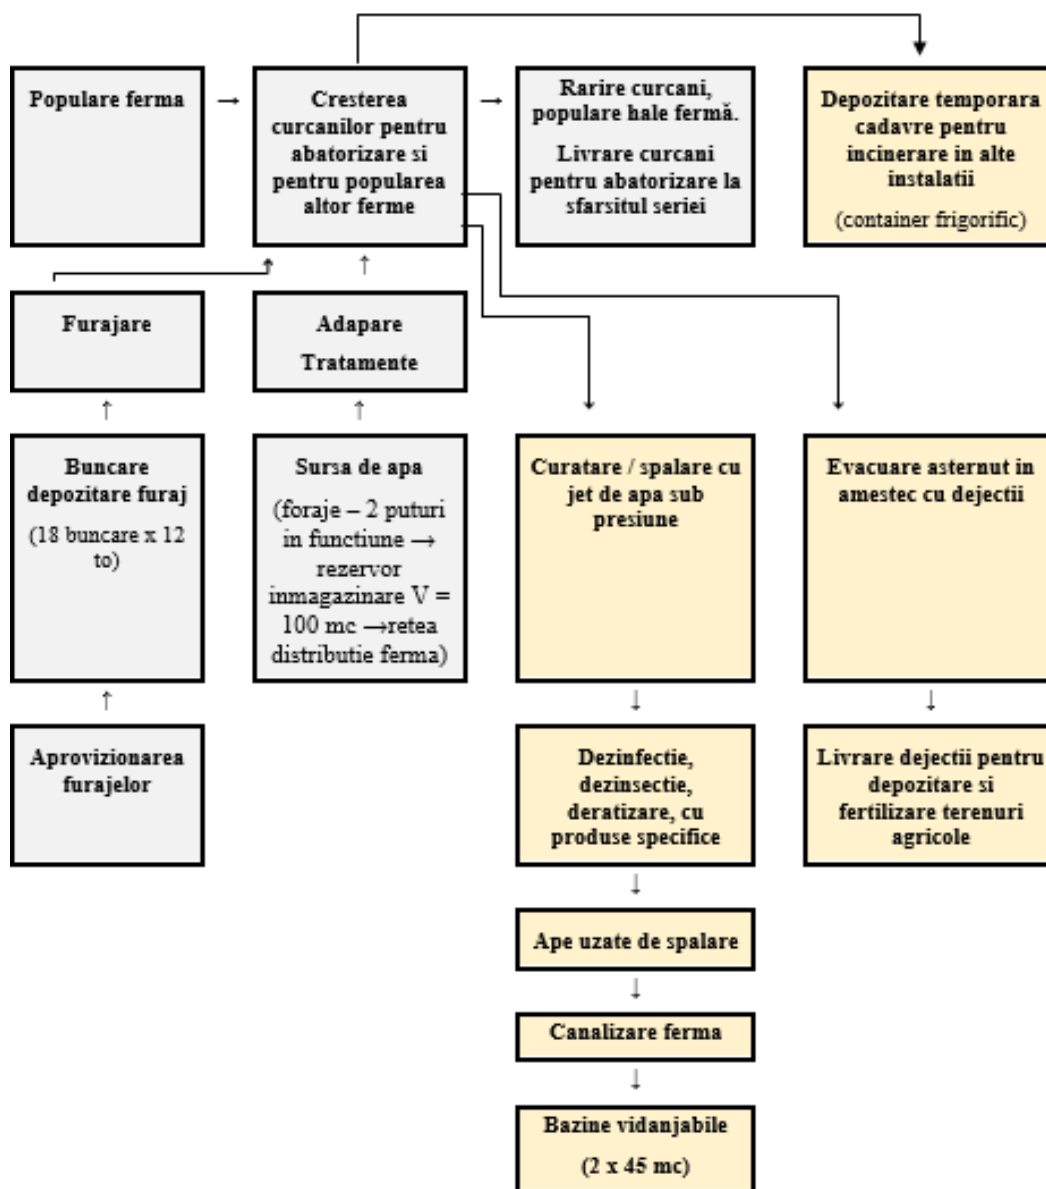 Populare ferma
→
Cresterea
curcanilor pentru
abatorizare si
pentru popularea
altor ferme
→
Rarire curcani,
populare hale fermă.
Livrare curcani
pentru abatorizare la
sfarsitul seriei
Depozitare temporara
cadavre pentru
incinerare in alte
instalatii
(container frigorific)
↑
Furajare
Adapare
Tratamente
↑
↑
Buncare
depozitare furaj
(18 buncare x 12
to)
Sursa de apa
(foraje – 2 puturi
in functiune →
rezervor
inmagazinare V =
100 mc →retea
distributie ferma)
Curatare / spalare cu
jet de apa sub
presiune
Evacuare asternut in
amestec cu dejectii
↑
↓
↓
Aprovizionarea
furajelor
Dezinfectie,
dezinsectie,
deratizare, cu
produse specifice
Livrare dejectii pentru
depozitare si
fertilizare terenuri
agricole
↓
Ape uzate de spalare
↓
Canalizare ferma
↓
Bazine vidanjabile
(2 x 45 mc)